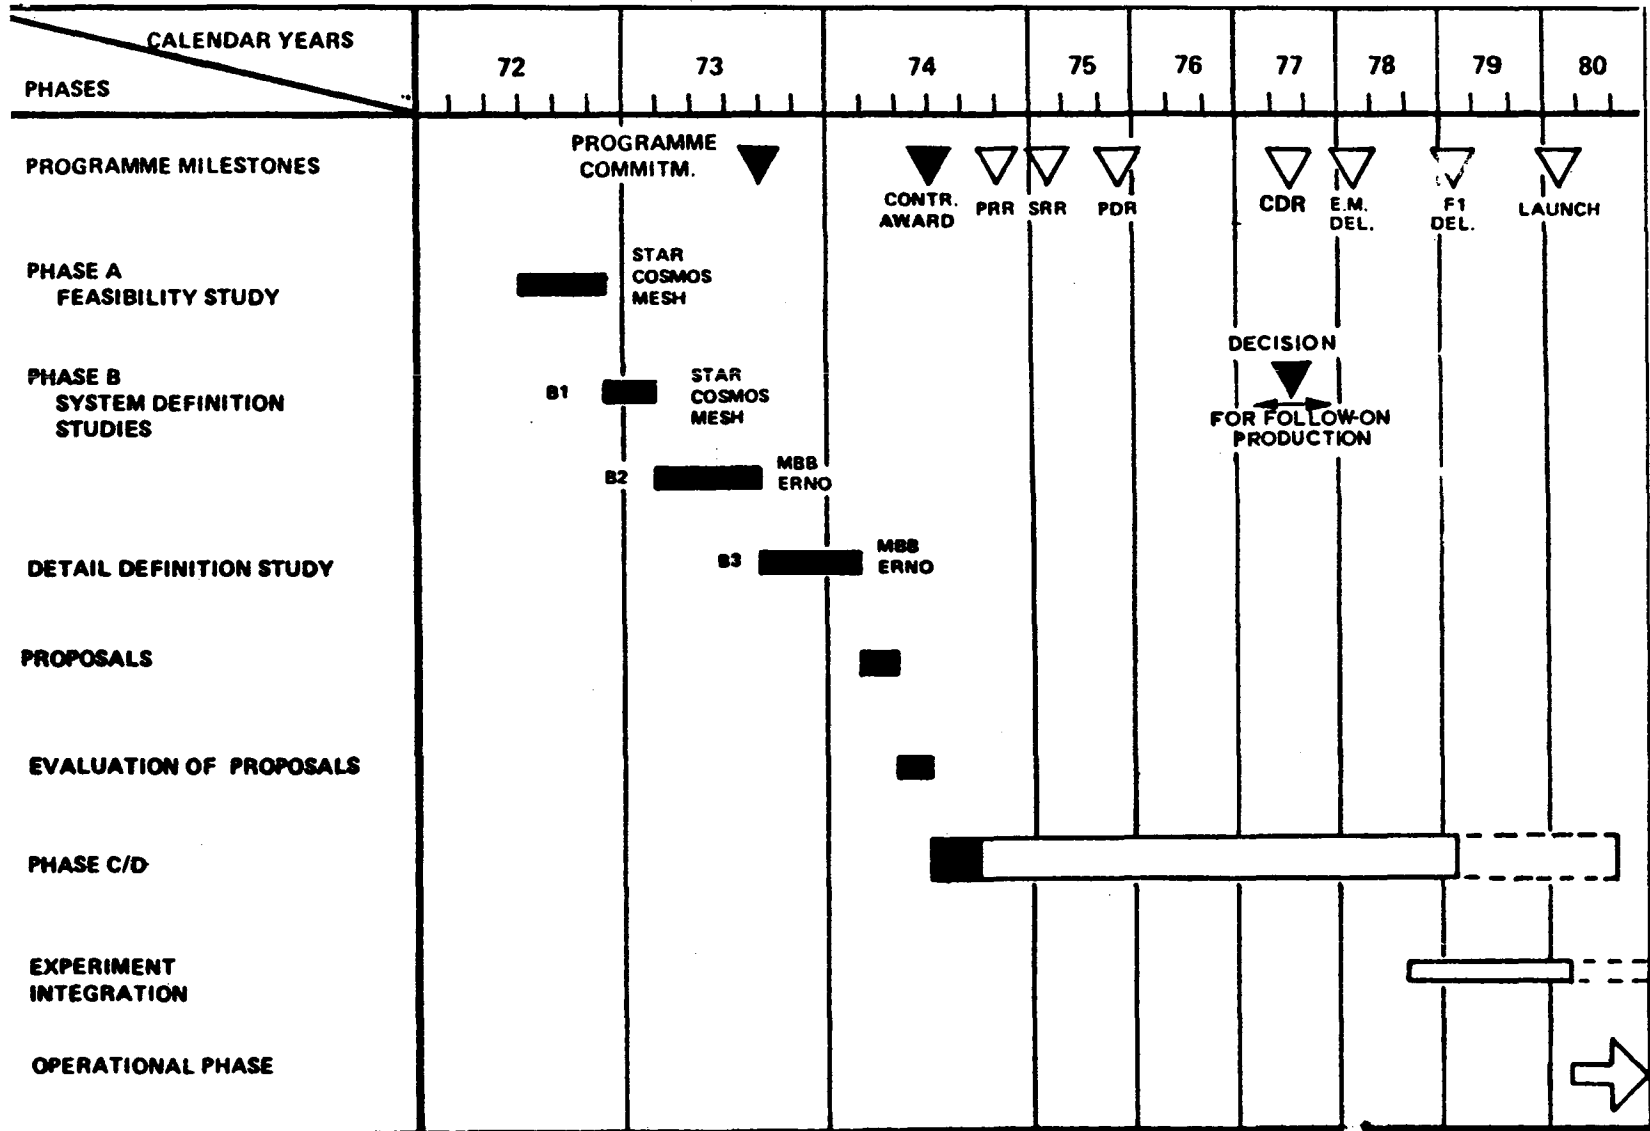 CALENDAR YEARS
PHASES
72 73 74 75 76 77 78 79 80
PROGRAMME MILESTONES
PROGRAMME
COMMITM.
CONTR.
AWARD
PRR
SRR
PDR
CDR
E.M.
DEL.
F1
DEL.
LAUNCH
PHASE A
FEASIBILITY STUDY
STAR
COSMOS
MESH
PHASE B
SYSTEM DEFINITION
STUDIES
B1
STAR
COSMOS
MESH
DECISION
FOR FOLLOW-ON
PRODUCTION
B2
MBB
ERNO
DETAIL DEFINITION STUDY
B3
MBB
ERNO
PROPOSALS
EVALUATION OF PROPOSALS
PHASE C/D
EXPERIMENT
INTEGRATION
OPERATIONAL PHASE